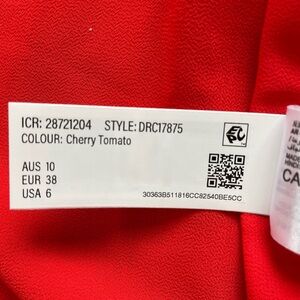 ICR: 28721204 STYLE: DRC17875
COLOUR: Cherry Tomato
AUS 10
EUR 38
USA 6
30363B511816CC82540BE5CC
CA